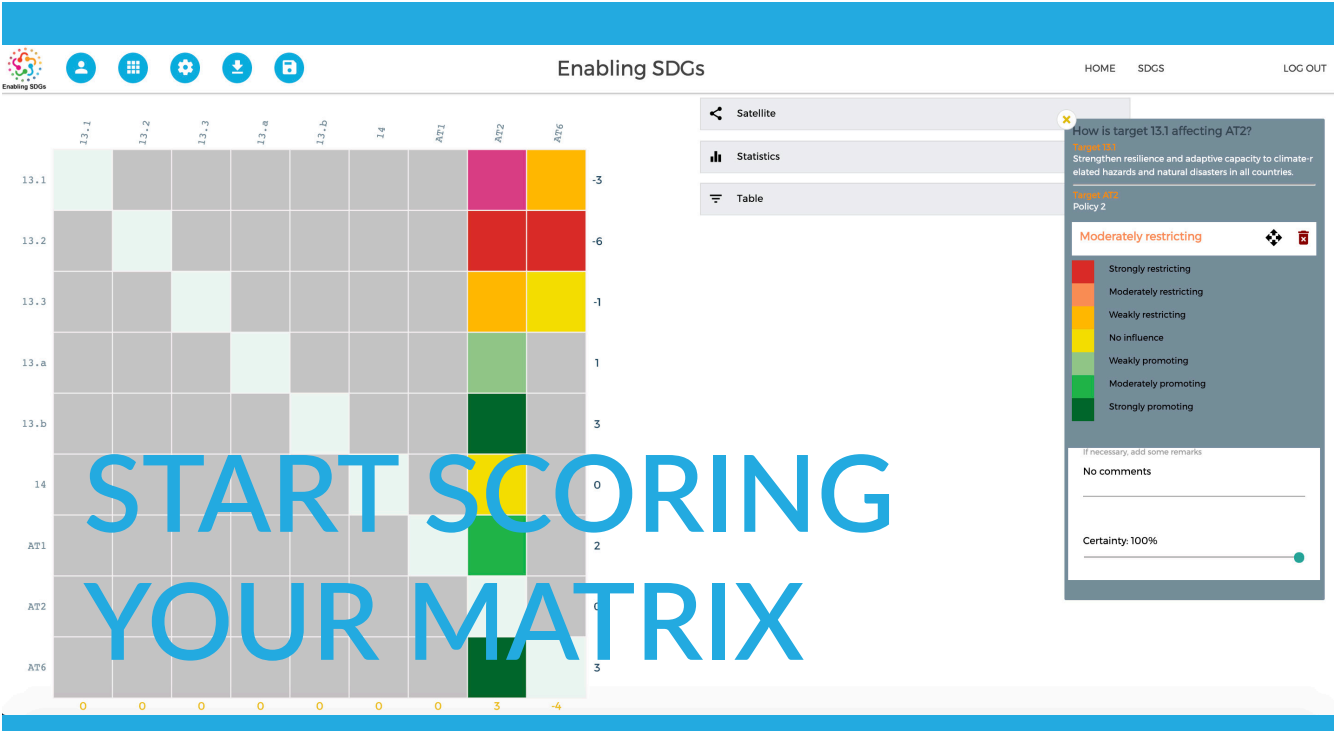 Enabling SDGs
Enabling SDGs
HOME
SDGS
LOG OUT
13.1
13.2
13.3
13.a
13.b
14
AT1
AT2
AT6
13.1
-3
13.2
-6
13.3
-1
13.a
1
13.b
3
14
0
AT1
2
AT2
0
AT6
3
0
0
0
0
0
0
0
3
-4
START SCORING
YOUR MATRIX
Satellite
Statistics
Table
How is target 13.1 affecting AT2?
Target 13.1
Strengthen resilience and adaptive capacity to climate-r
elated hazards and natural disasters in all countries.
Target AT2
Policy 2
Moderately restricting
Strongly restricting
Moderately restricting
Weakly restricting
No influence
Weakly promoting
Moderately promoting
Strongly promoting
If necessary, add some remarks
No comments
Certainty: 100%